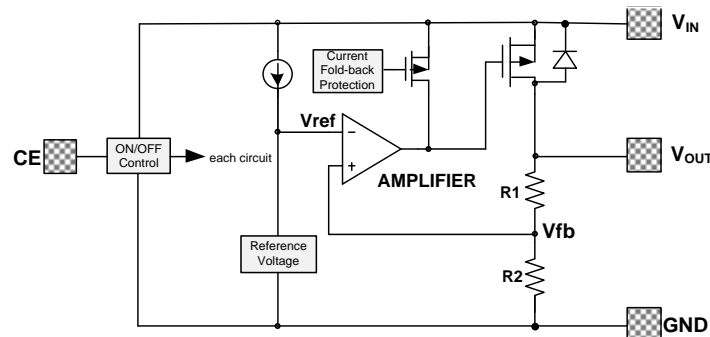 VIN
Current
Fold-back
Protection
Vref
−
+
AMPLIFIER
CE
ON/OFF
Control
each circuit
VOUT
R1
Vfb
Reference
Voltage
R2
GND